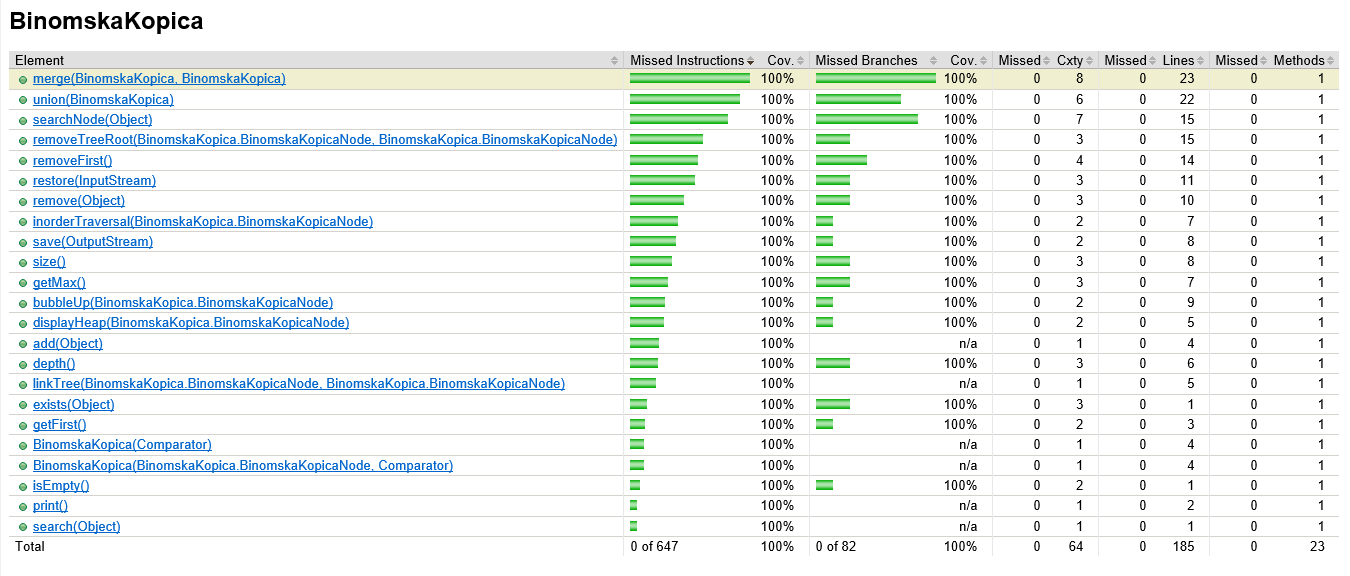 BinomskaKopica
Element Missed Instructions Cov. Missed Branches Cov. Missed Cxty Missed Lines Missed Methods
merge(BinomskaKopica, BinomskaKopica) 100% 100% 0 8 0 23 0 1
union(BinomskaKopica) 100% 100% 0 6 0 22 0 1
searchNode(Object) 100% 100% 0 7 0 15 0 1
removeTreeRoot(BinomskaKopica.BinomskaKopicaNode, BinomskaKopica.BinomskaKopicaNode) 100% 100% 0 3 0 15 0 1
removeFirst() 100% 100% 0 4 0 14 0 1
restore(InputStream) 100% 100% 0 3 0 11 0 1
remove(Object) 100% 100% 0 3 0 10 0 1
inorderTraversal(BinomskaKopica.BinomskaKopicaNode) 100% 100% 0 2 0 7 0 1
save(OutputStream) 100% 100% 0 2 0 8 0 1
size() 100% 100% 0 3 0 8 0 1
getMax() 100% 100% 0 3 0 7 0 1
bubbleUp(BinomskaKopica.BinomskaKopicaNode) 100% 100% 0 2 0 9 0 1
displayHeap(BinomskaKopica.BinomskaKopicaNode) 100% 100% 0 2 0 5 0 1
add(Object) 100% n/a 0 1 0 4 0 1
depth() 100% 100% 0 3 0 6 0 1
linkTree(BinomskaKopica.BinomskaKopicaNode, BinomskaKopica.BinomskaKopicaNode) 100% n/a 0 1 0 5 0 1
exists(Object) 100% 100% 0 3 0 1 0 1
getFirst() 100% 100% 0 2 0 3 0 1
BinomskaKopica(Comparator) 100% n/a 0 1 0 4 0 1
BinomskaKopica(BinomskaKopica.BinomskaKopicaNode, Comparator) 100% n/a 0 1 0 4 0 1
isEmpty() 100% 100% 0 2 0 1 0 1
print() 100% n/a 0 1 0 2 0 1
search(Object) 100% n/a 0 1 0 1 0 1
Total 0 of 647 100% 0 of 82 100% 0 64 0 185 0 23